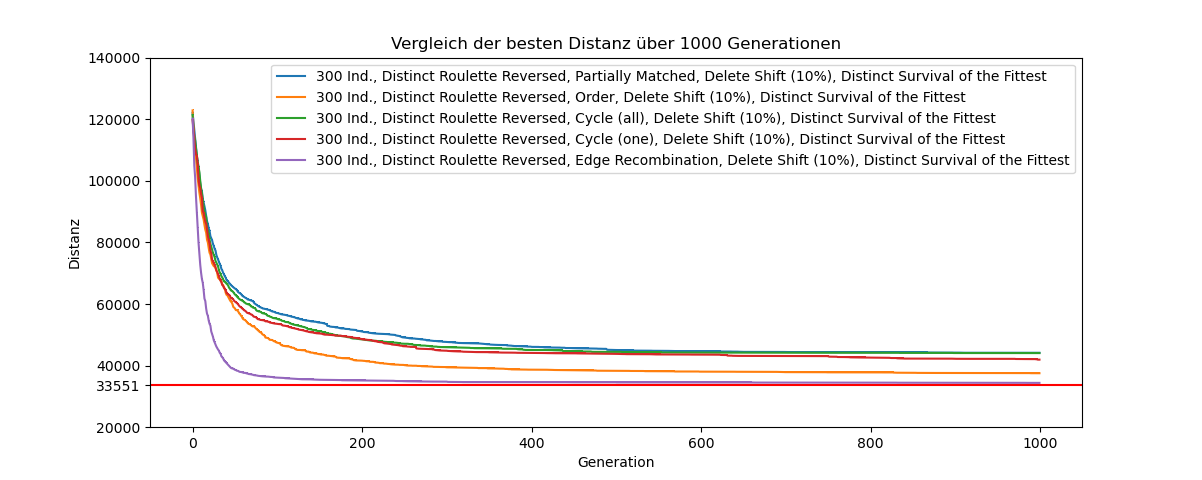 Vergleich der besten Distanz über 1000 Generationen
140000
120000
100000
80000
60000
40000
33551
20000
Distanz
300 Ind., Distinct Roulette Reversed, Partially Matched, Delete Shift (10%), Distinct Survival of the Fittest
300 Ind., Distinct Roulette Reversed, Order, Delete Shift (10%), Distinct Survival of the Fittest
300 Ind., Distinct Roulette Reversed, Cycle (all), Delete Shift (10%), Distinct Survival of the Fittest
300 Ind., Distinct Roulette Reversed, Cycle (one), Delete Shift (10%), Distinct Survival of the Fittest
300 Ind., Distinct Roulette Reversed, Edge Recombination, Delete Shift (10%), Distinct Survival of the Fittest
0 200 400 600 800 1000
Generation